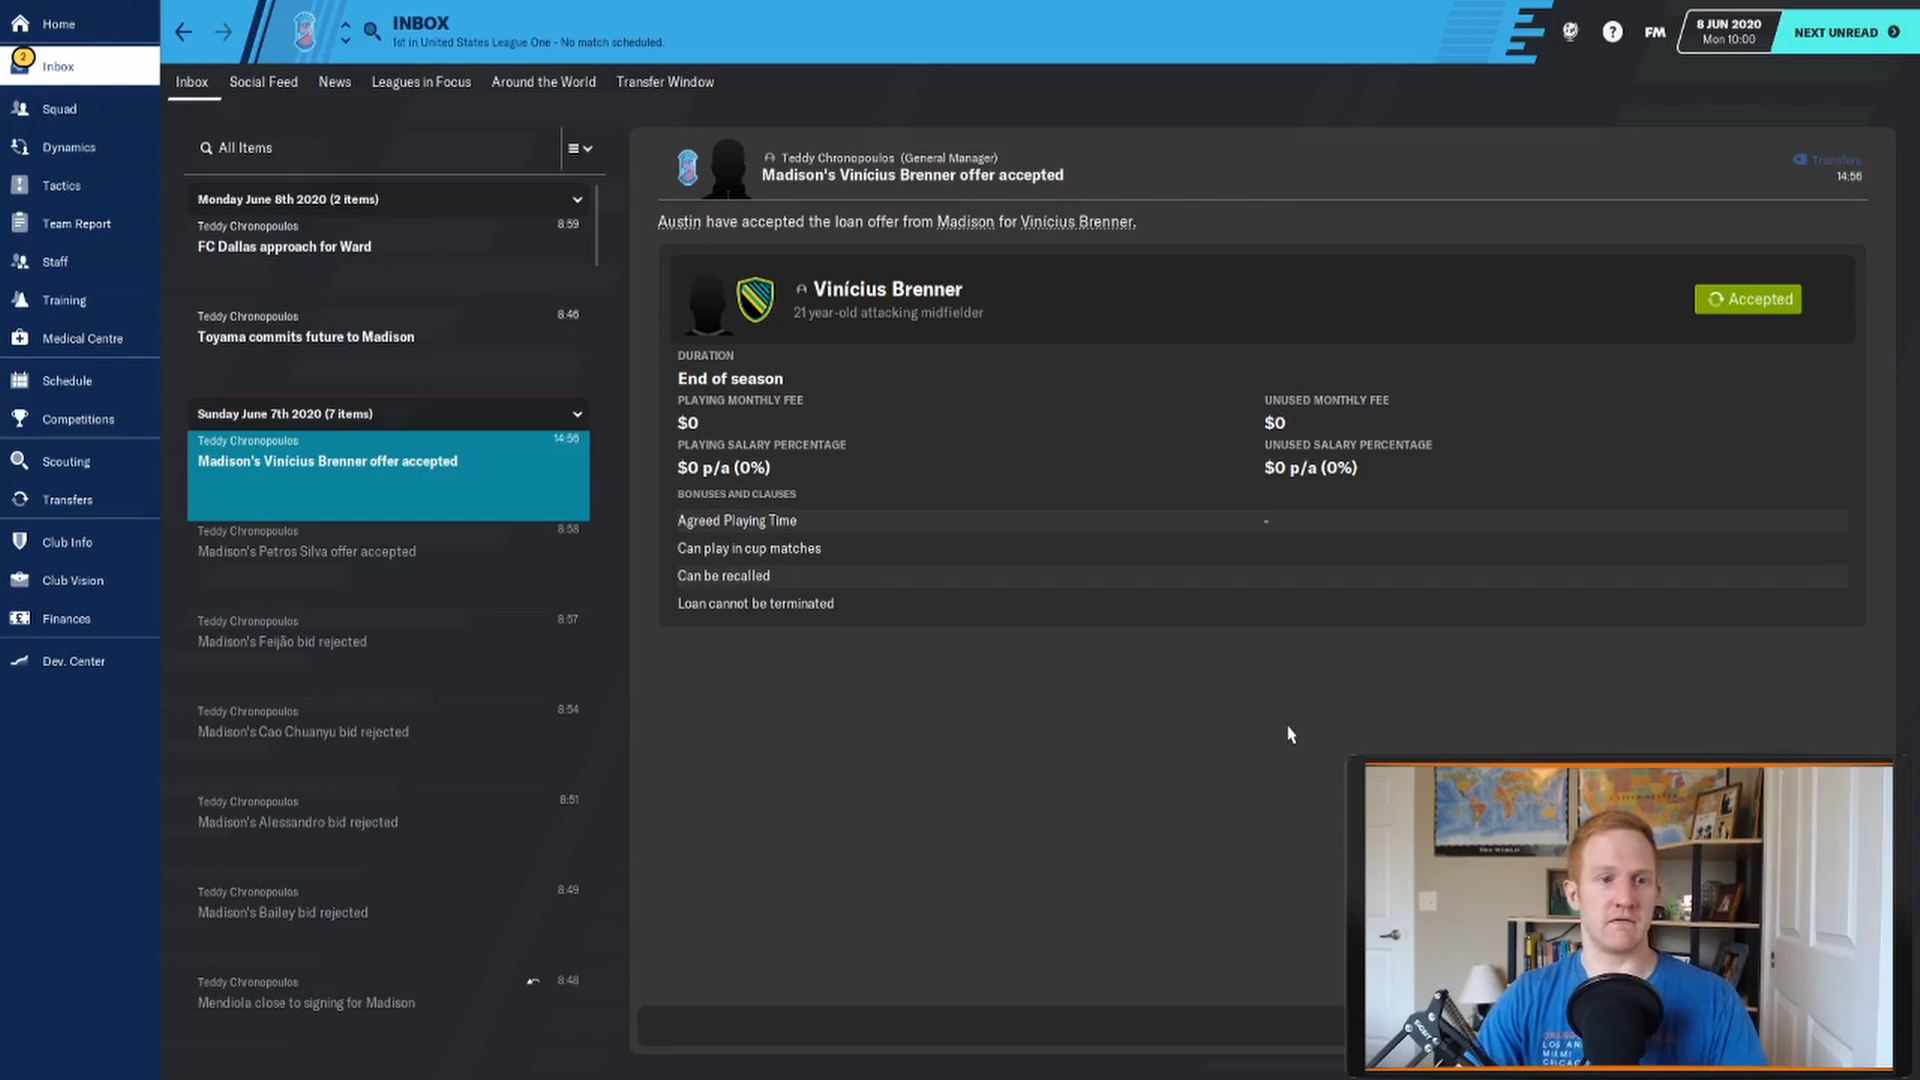 Home
2
Inbox
Squad
Dynamics
Tactics
Team Report
Staff
Training
Medical Centre
Schedule
Competitions
Scouting
Transfers
Club Info
Club Vision
Finances
Dev. Center
INBOX
1st in United States League One - No match scheduled.
?
FM
8 JUN 2020
Mon 10:00
NEXT UNREAD
Inbox
Social Feed
News
Leagues in Focus
Around the World
Transfer Window
All Items
Monday June 8th 2020 (2 items)
Teddy Chronopoulos 8:59
FC Dallas approach for Ward
Teddy Chronopoulos 8:46
Toyama commits future to Madison
Sunday June 7th 2020 (7 items)
Teddy Chronopoulos 14:56
Madison's Vinícius Brenner offer accepted
Teddy Chronopoulos 8:58
Madison's Petros Silva offer accepted
Teddy Chronopoulos 8:57
Madison's Feijão bid rejected
Teddy Chronopoulos 8:54
Madison's Cao Chuanyu bid rejected
Teddy Chronopoulos 8:51
Madison's Alessandro bid rejected
Teddy Chronopoulos 8:49
Madison's Bailey bid rejected
Teddy Chronopoulos 8:48
Mendiola close to signing for Madison
Teddy Chronopoulos (General Manager)
Madison's Vinícius Brenner offer accepted
Transfers
14:56
Austin have accepted the loan offer from Madison for Vinícius Brenner.
Vinícius Brenner
21 year-old attacking midfielder
Accepted
DURATION
End of season
PLAYING MONTHLY FEE
$0
UNUSED MONTHLY FEE
$0
PLAYING SALARY PERCENTAGE
$0 p/a (0%)
UNUSED SALARY PERCENTAGE
$0 p/a (0%)
BONUSES AND CLAUSES
Agreed Playing Time -
Can play in cup matches
Can be recalled
Loan cannot be terminated
LOS AN
MIAMI
CHICAG